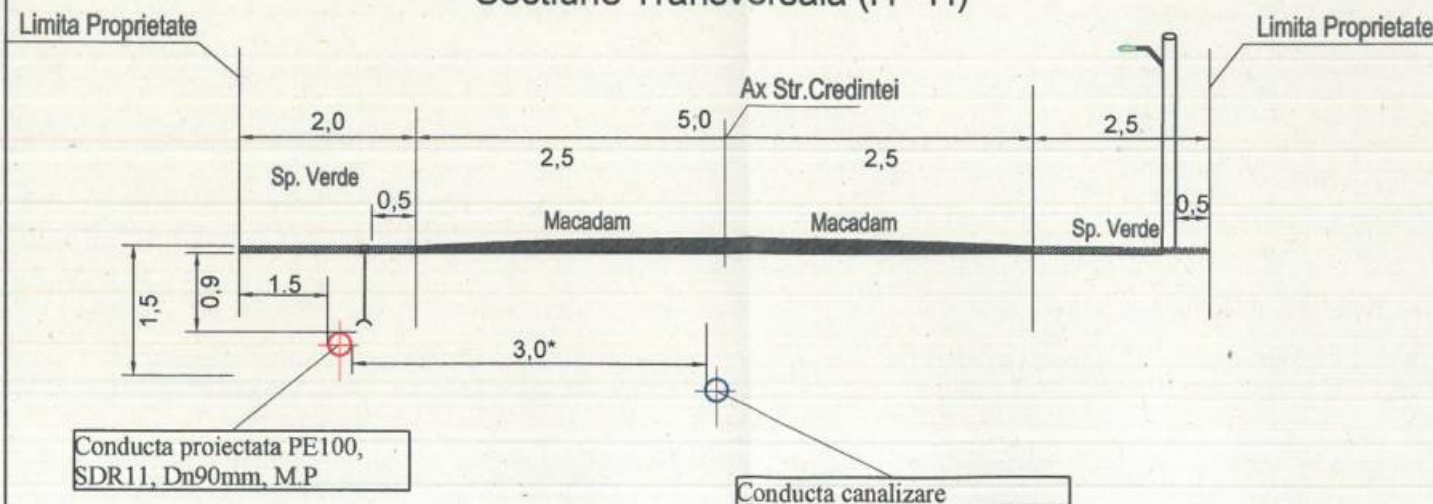 Limita Proprietate
Limita Proprietate
Ax Str.Credintei
2,0
5,0
2,5
2,5
2,5
Sp. Verde
0,5
Macadam
Macadam
Sp. Verde
0,5
1,5
0,9
1.5
3,0*
Conducta proiectata PE100,
SDR11, Dn90mm, M.P
Conducta canalizare